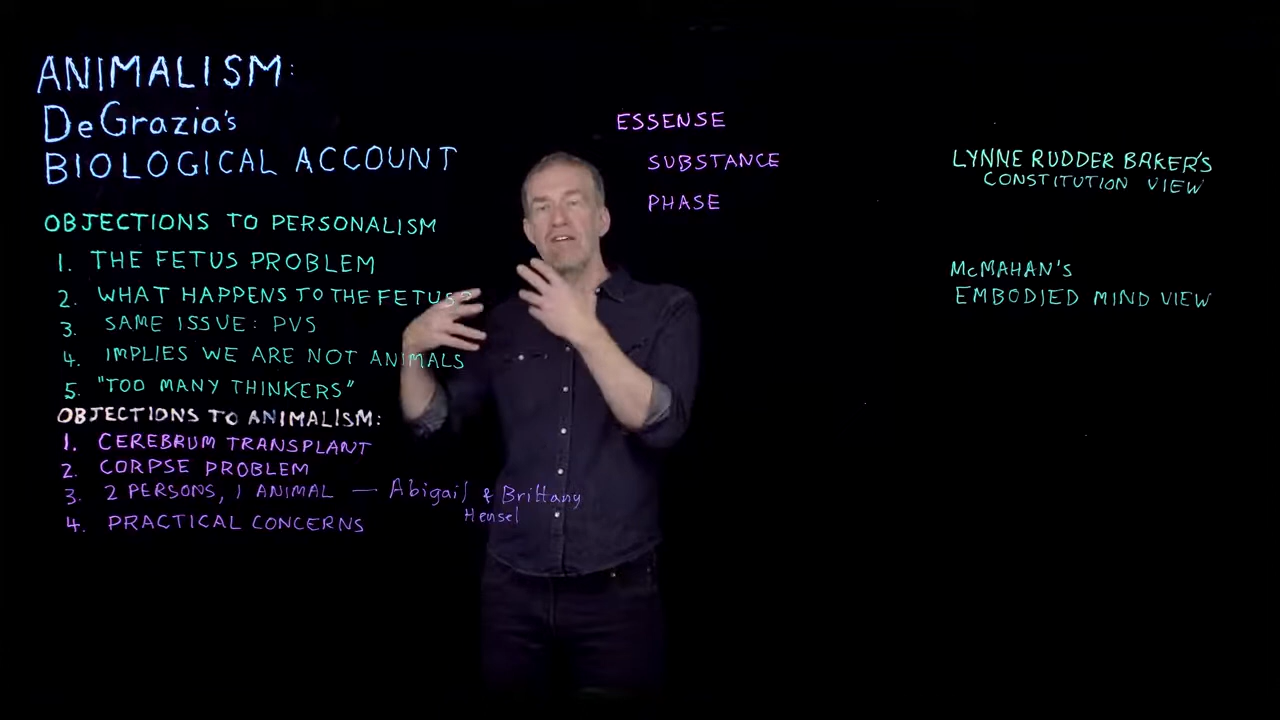 ANIMALISM:
DeGrazia's
BIOLOGICAL ACCOUNT
OBJECTIONS TO PERSONALISM
1. THE FETUS PROBLEM
2. WHAT HAPPENS TO THE FETUS?
3. SAME ISSUE: PVS
4. IMPLIES WE ARE NOT ANIMALS
5. "TOO MANY THINKERS"
OBJECTIONS TO ANIMALISM:
1. CEREBRUM TRANSPLANT
2. CORPSE PROBLEM
3. 2 PERSONS, 1 ANIMAL — Abigail & Brittany
Hensel
4. PRACTICAL CONCERNS
ESSENSE
SUBSTANCE
PHASE
LYNNE RUDDER BAKER'S
CONSTITUTION VIEW
McMAHAN'S
EMBODIED MIND VIEW